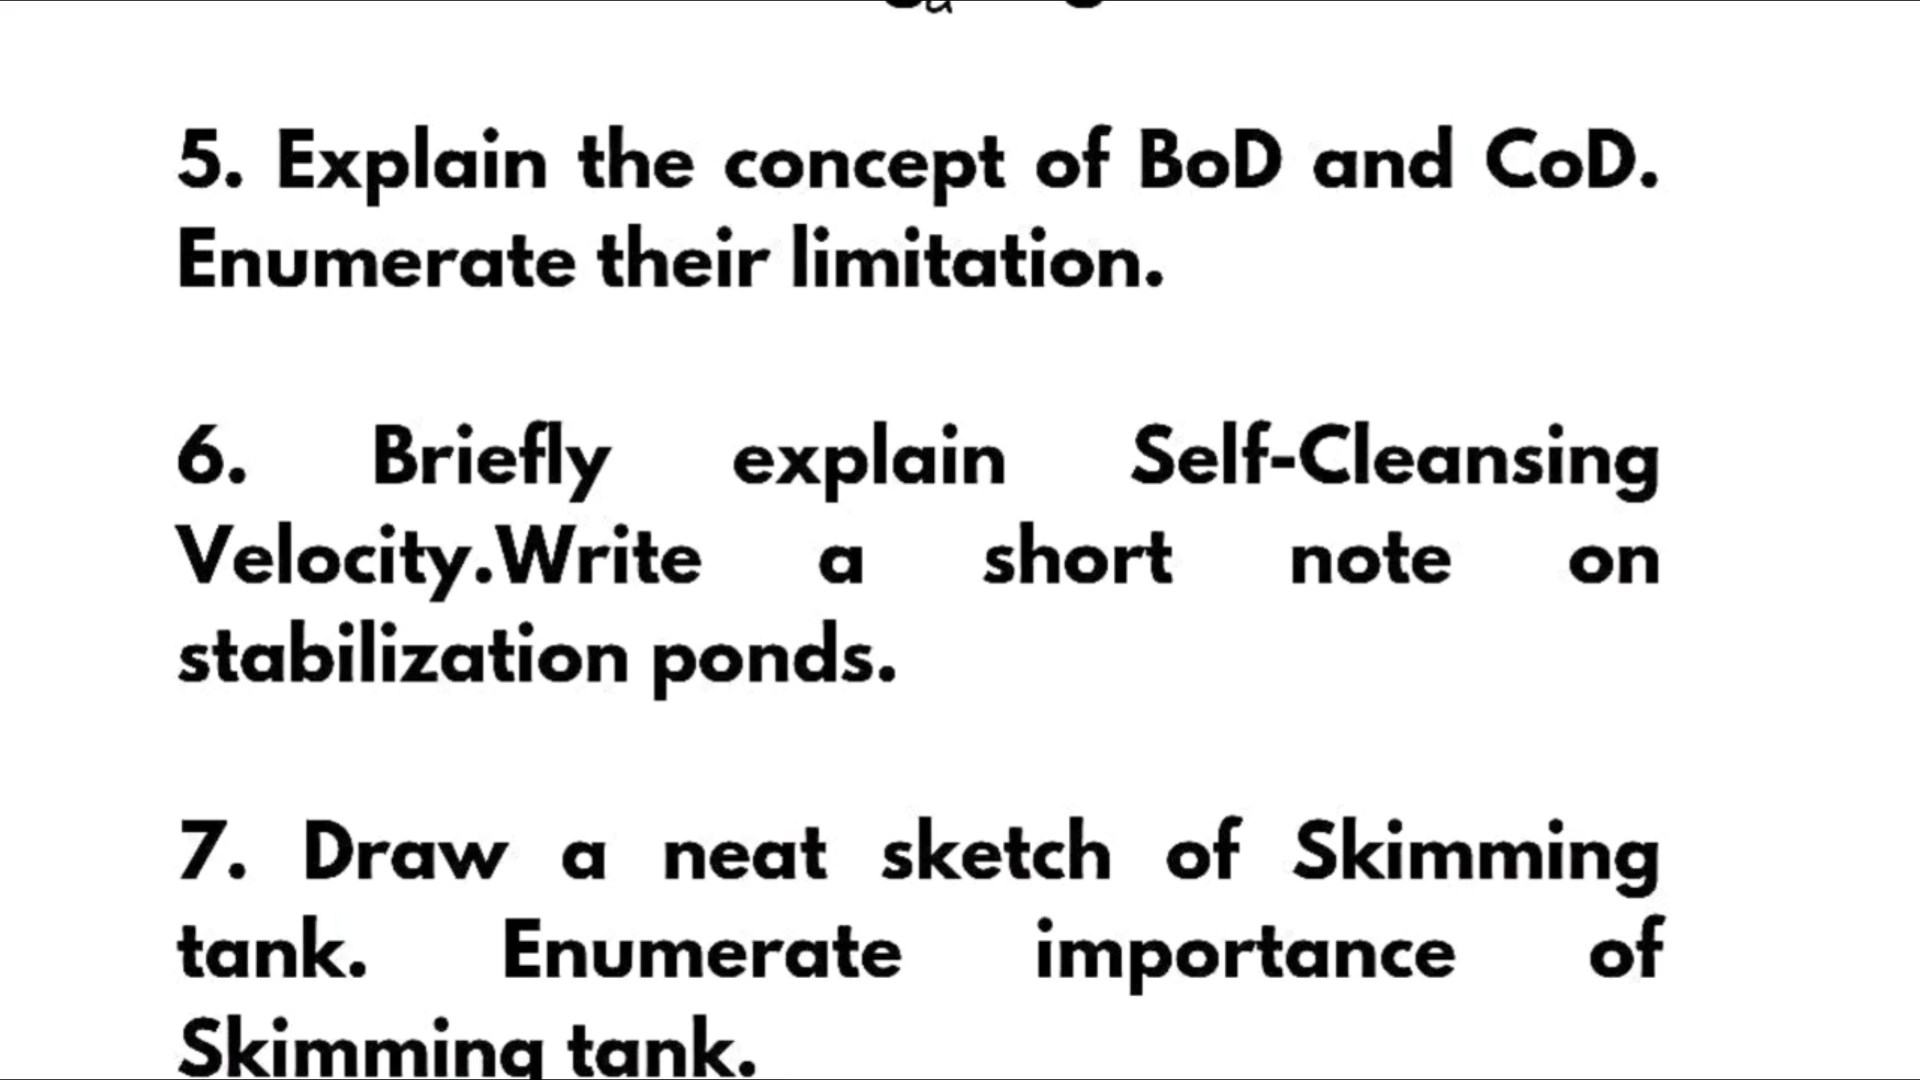 5. Explain the concept of BoD and CoD.
Enumerate their limitation.
6. Briefly explain Self-Cleansing
Velocity.Write a short note on
stabilization ponds.
7. Draw a neat sketch of Skimming
tank. Enumerate importance of
Skimming tank.